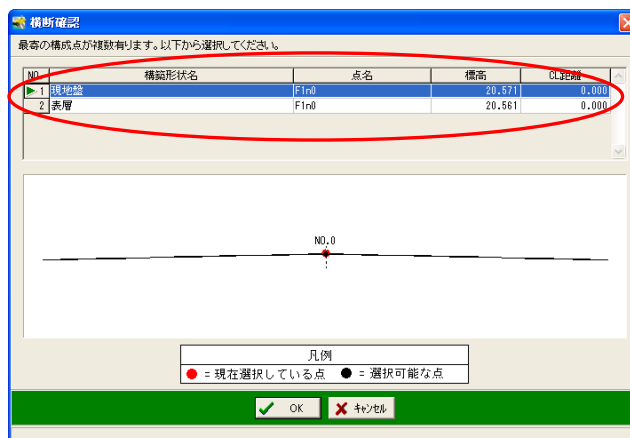 横断確認
最寄の構成点が複数有ります。以下から選択してください。
NO 構築形状名 点名 標高 CL距離
1 現地盤 F1n0 20.571 0.000
2 表層 F1n0 20.561 0.000
NO.0
凡例
● = 現在選択している点 ● = 選択可能な点
OK キャンセル